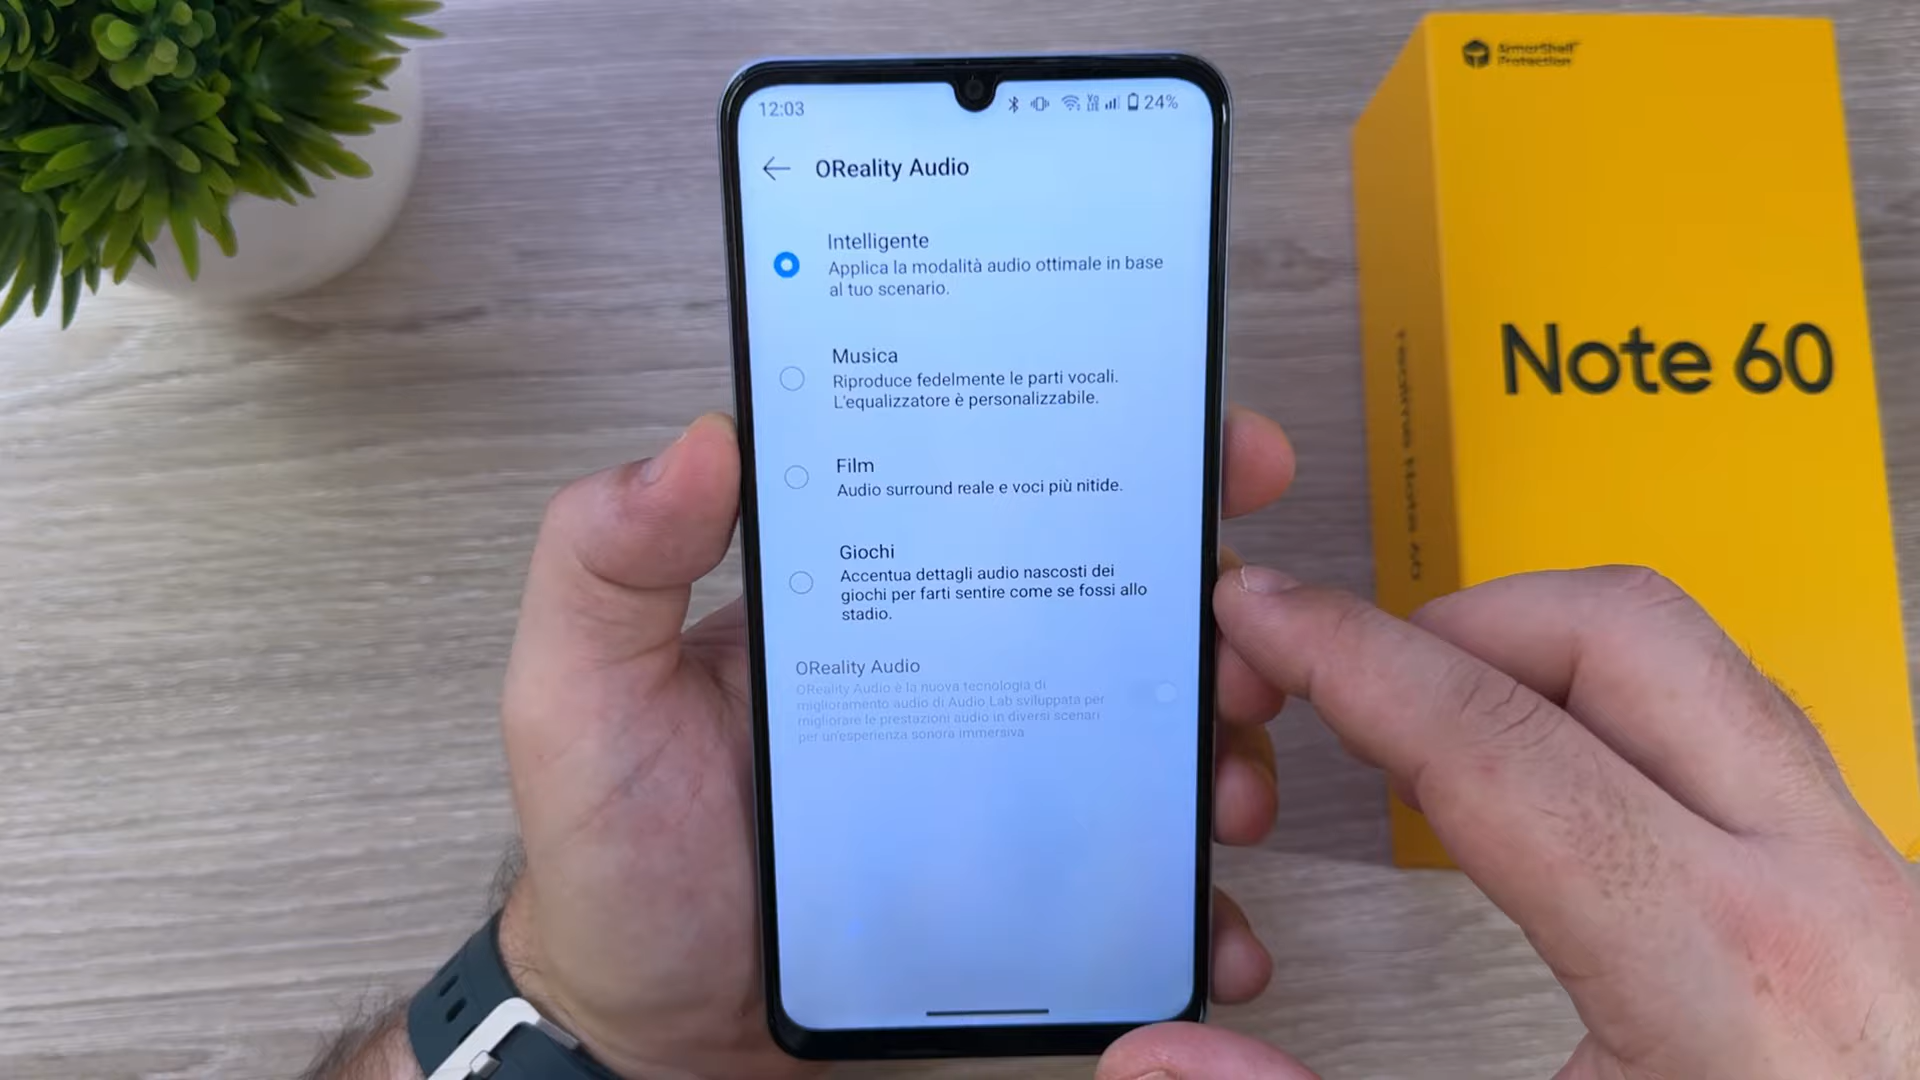 12:03
24%
OReality Audio
Intelligente
Applica la modalità audio ottimale in base
al tuo scenario.
Musica
Riproduce fedelmente le parti vocali.
L'equalizzatore è personalizzabile.
Film
Audio surround reale e voci più nitide.
Giochi
Accentua dettagli audio nascosti dei
giochi per farti sentire come se fossi allo
stadio.
OReality Audio
OReality Audio è la nuova tecnologia di
miglioramento audio di Audio Lab sviluppata per
migliorare le prestazioni audio in diversi scenari
per un'esperienza sonora immersiva
ArmorShell
Protection
Note 60